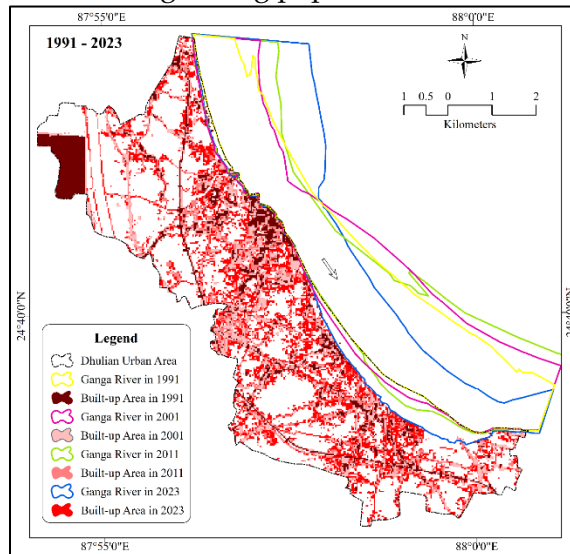 87°55'0"E
88°0'0"E
1991 - 2023
N
1 0.5 0 1 2
Kilometers
24°40'0"N
24°40'0"N
Legend
Dhulian Urban Area
Ganga River in 1991
Built-up Area in 1991
Ganga River in 2001
Built-up Area in 2001
Ganga River in 2011
Built-up Area in 2011
Ganga River in 2023
Built-up Area in 2023
87°55'0"E
88°0'0"E